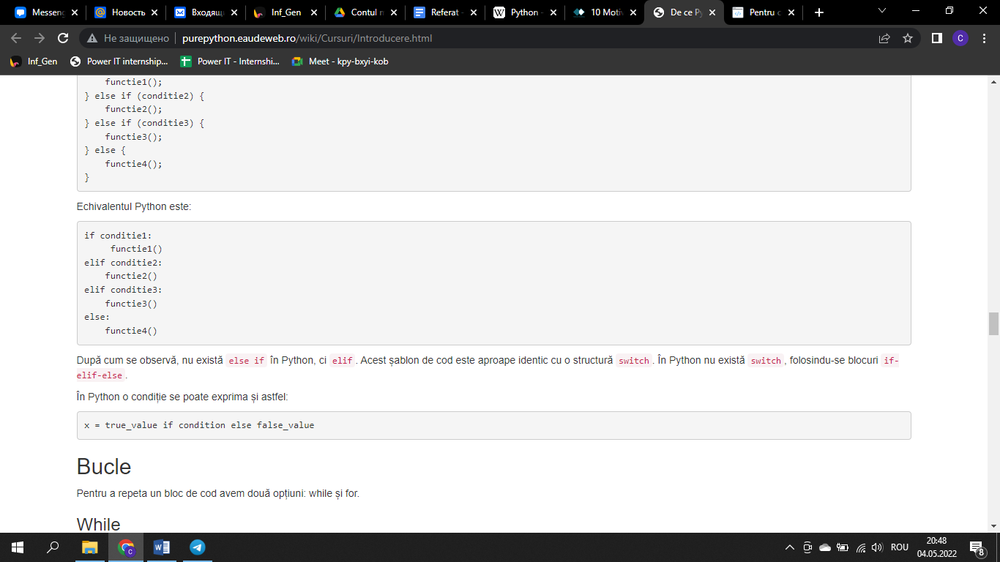 Messeng
Новость
Входящи
Inf_Gen
Contul m
Referat -
Python -
10 Motiv
De ce Py
Pentru c
Не защищено
purepython.eaudeweb.ro/wiki/Cursuri/Introducere.html
C
Inf_Gen
Power IT internship...
Power IT - Internshi...
Meet - kpy-bxyi-kob
functie1();
} else if (conditie2) {
functie2();
} else if (conditie3) {
functie3();
} else {
functie4();
}
Echivalentul Python este:
if conditie1:
functie1()
elif conditie2:
functie2()
elif conditie3:
functie3()
else:
functie4()
După cum se observă, nu există else if în Python, ci elif. Acest șablon de cod este aproape identic cu o structură switch. În Python nu există switch, folosindu-se blocuri if-
elif-else.
În Python o condiție se poate exprima și astfel:
x = true_value if condition else false_value
Bucle
Pentru a repeta un bloc de cod avem două opțiuni: while și for.
While
ROU
20:48
04.05.2022
8